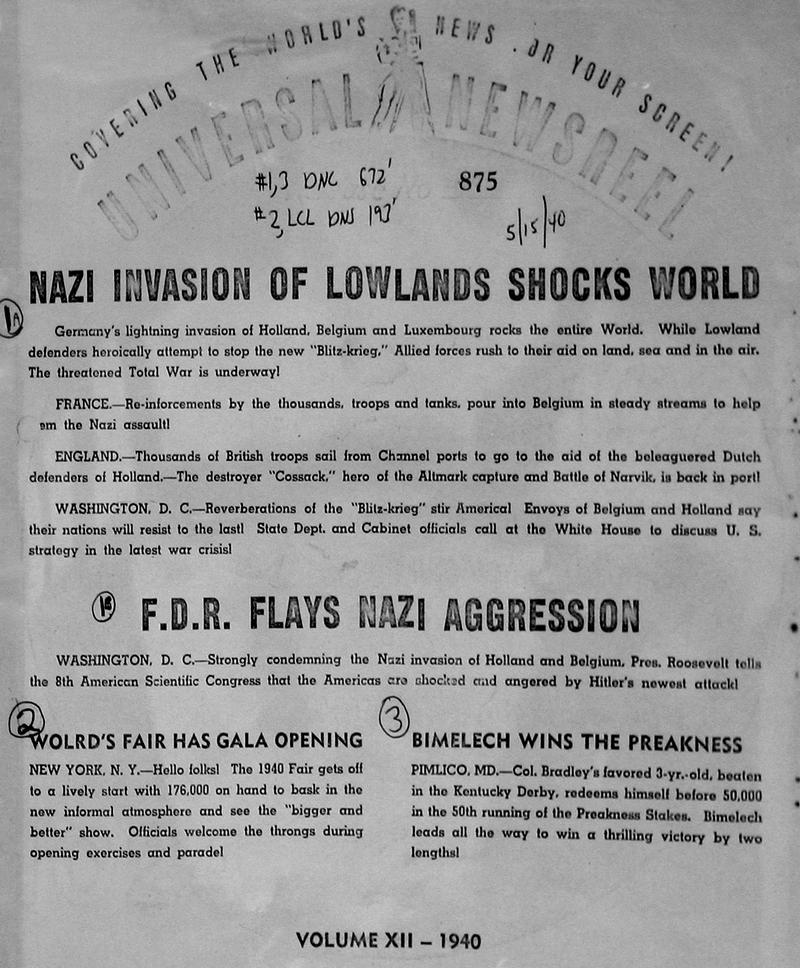 COVERING THE WORLD'S NEWS . OR YOUR SCREEN!
UNIVERSAL NEWSREEL
#1,3 DNC 672'
875
#2, LCL DNS 193'
5/15/40
NAZI INVASION OF LOWLANDS SHOCKS WORLD
1A
Germany's lightning invasion of Holland, Belgium and Luxembourg rocks the entire World. While Lowland
defenders heroically attempt to stop the new "Blitz-krieg," Allied forces rush to their aid on land, sea and in the air.
The threatened Total War is underway!
FRANCE.—Re-inforcements by the thousands, troops and tanks, pour into Belgium in steady streams to help
em the Nazi assault!
ENGLAND.—Thousands of British troops sail from Channel ports to go to the aid of the beleaguered Dutch
defenders of Holland.—The destroyer "Cossack," hero of the Altmark capture and Battle of Narvik, is back in port!
WASHINGTON, D. C.—Reverberations of the "Blitz-krieg" stir America! Envoys of Belgium and Holland say
their nations will resist to the last! State Dept. and Cabinet officials call at the White House to discuss U. S.
strategy in the latest war crisis!
1B
F.D.R. FLAYS NAZI AGGRESSION
WASHINGTON, D. C.—Strongly condemning the Nazi invasion of Holland and Belgium, Pres. Roosevelt tells
the 8th American Scientific Congress that the Americas are shocked and angered by Hitler's newest attack!
2
WOLRD'S FAIR HAS GALA OPENING
NEW YORK, N. Y.—Hello folks! The 1940 Fair gets off
to a lively start with 176,000 on hand to bask in the
new informal atmosphere and see the "bigger and
better" show. Officials welcome the throngs during
opening exercises and parade!
3
BIMELECH WINS THE PREAKNESS
PIMLICO, MD.—Col. Bradley's favored 3-yr.-old, beaten
in the Kentucky Derby, redeems himself before 50,000
in the 50th running of the Preakness Stakes. Bimelech
leads all the way to win a thrilling victory by two
lengths!
VOLUME XII – 1940